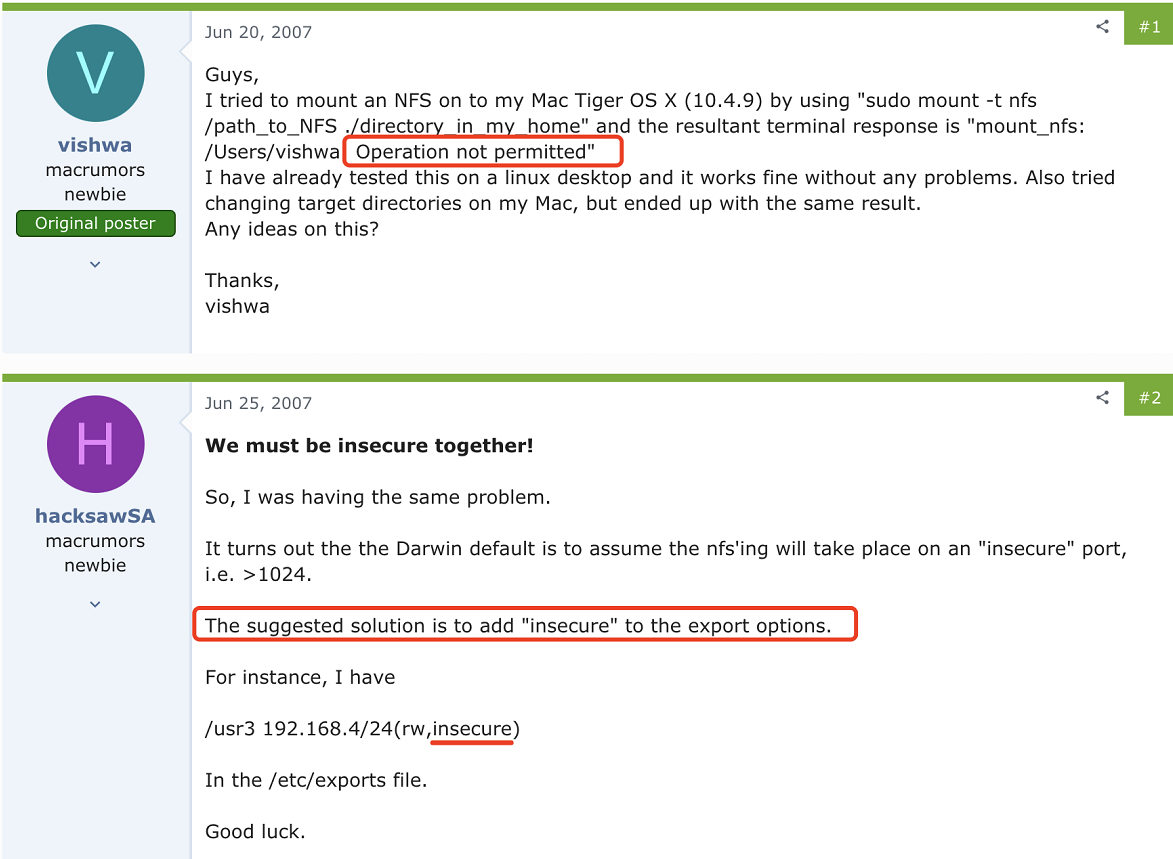 Jun 20, 2007
#1
V
vishwa
macrumors
newbie
Original poster
Guys,
I tried to mount an NFS on to my Mac Tiger OS X (10.4.9) by using "sudo mount -t nfs
/path_to_NFS ./directory_in_my_home" and the resultant terminal response is "mount_nfs:
/Users/vishwa Operation not permitted"
I have already tested this on a linux desktop and it works fine without any problems. Also tried
changing target directories on my Mac, but ended up with the same result.
Any ideas on this?
Thanks,
vishwa
Jun 25, 2007
#2
H
hacksawSA
macrumors
newbie
We must be insecure together!
So, I was having the same problem.
It turns out the the Darwin default is to assume the nfs'ing will take place on an "insecure" port,
i.e. >1024.
The suggested solution is to add "insecure" to the export options.
For instance, I have
/usr3 192.168.4/24(rw,insecure)
In the /etc/exports file.
Good luck.